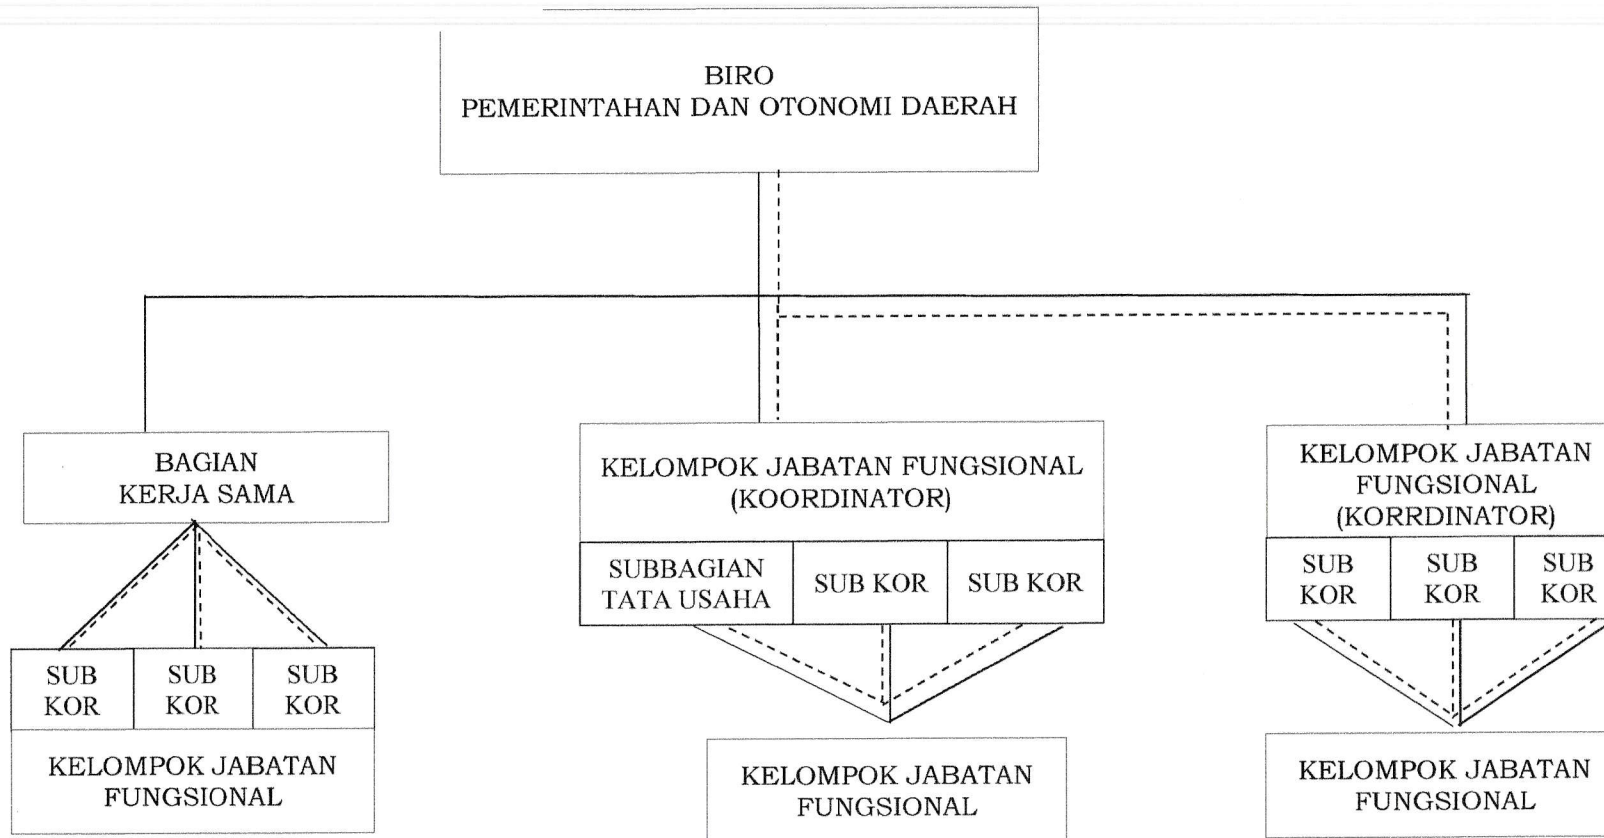 BIRO
PEMERINTAHAN DAN OTONOMI DAERAH
BAGIAN
KERJA SAMA
SUB
KOR
SUB
KOR
SUB
KOR
KELOMPOK JABATAN
FUNGSIONAL
KELOMPOK JABATAN FUNGSIONAL
(KOORDINATOR)
SUBBAGIAN
TATA USAHA
SUB KOR
SUB KOR
KELOMPOK JABATAN
FUNGSIONAL
KELOMPOK JABATAN
FUNGSIONAL
(KORRDINATOR)
SUB
KOR
SUB
KOR
SUB
KOR
KELOMPOK JABATAN
FUNGSIONAL